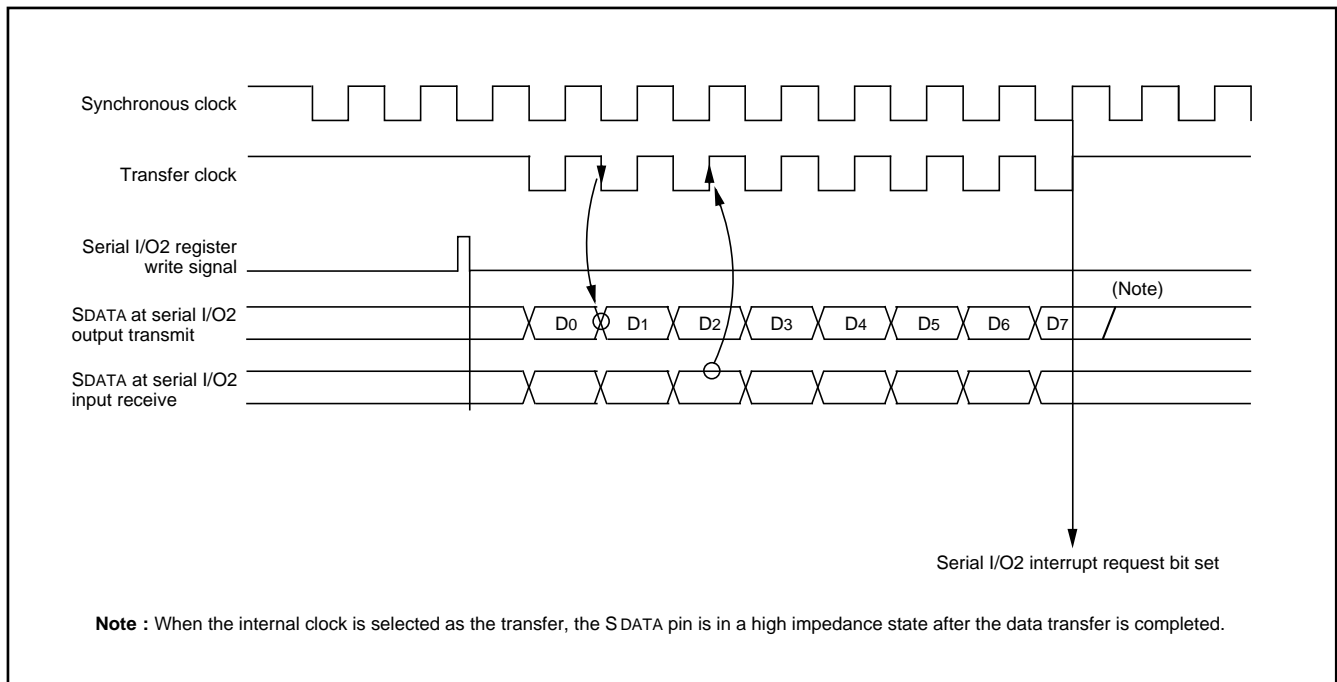 Synchronous clock
Transfer clock
Serial I/O2 register
write signal
(Note)
SDATA at serial I/O2
output transmit
D0 D1 D2 D3 D4 D5 D6 D7
SDATA at serial I/O2
input receive
Serial I/O2 interrupt request bit set
Note : When the internal clock is selected as the transfer, the SDATA pin is in a high impedance state after the data transfer is completed.